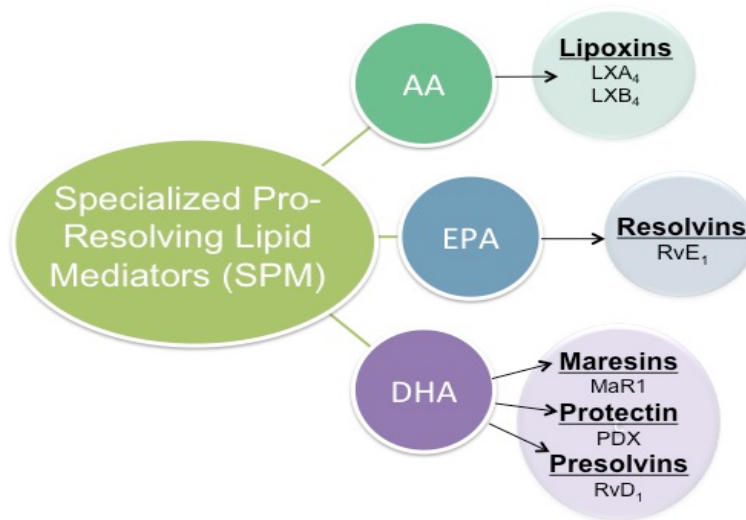 Specialized Pro-
Resolving Lipid
Mediators (SPM)
AA
Lipoxins
LXA₄
LXB₄
EPA
Resolvins
RvE₁
DHA
Maresins
MaR1
Protectin
PDX
Presolvins
RvD₁